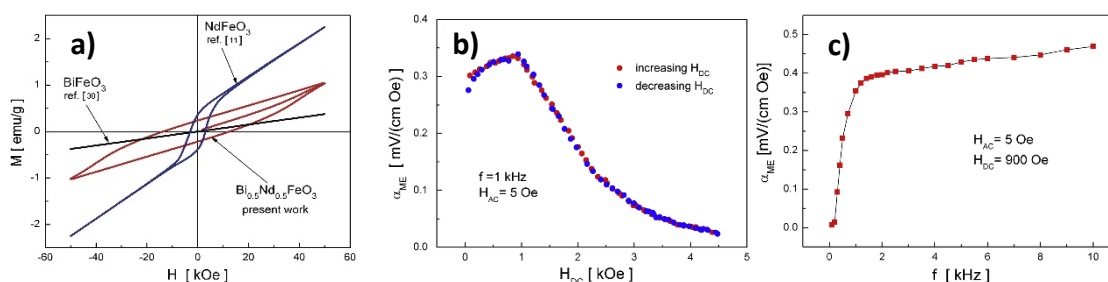 a)
NdFeO3
ref. [11]
BiFeO3
ref. [30]
Bi0.5Nd0.5FeO3
present work
M [ emu/g ]
2
1
0
-1
-2
-60 -40 -20 0 20 40 60
H [ kOe ]
b)
increasing HDC
decreasing HDC
f =1 kHz
HAC= 5 Oe
αME [ mV/(cm Oe) ]
0.4
0.3
0.2
0.1
0.0
0 1 2 3 4 5
HDC [ kOe ]
c)
HAC= 5 Oe
HDC= 900 Oe
αME [ mV/(cm Oe)]
0.5
0.4
0.3
0.2
0.1
0.0
0 2 4 6 8 10
f [ kHz ]